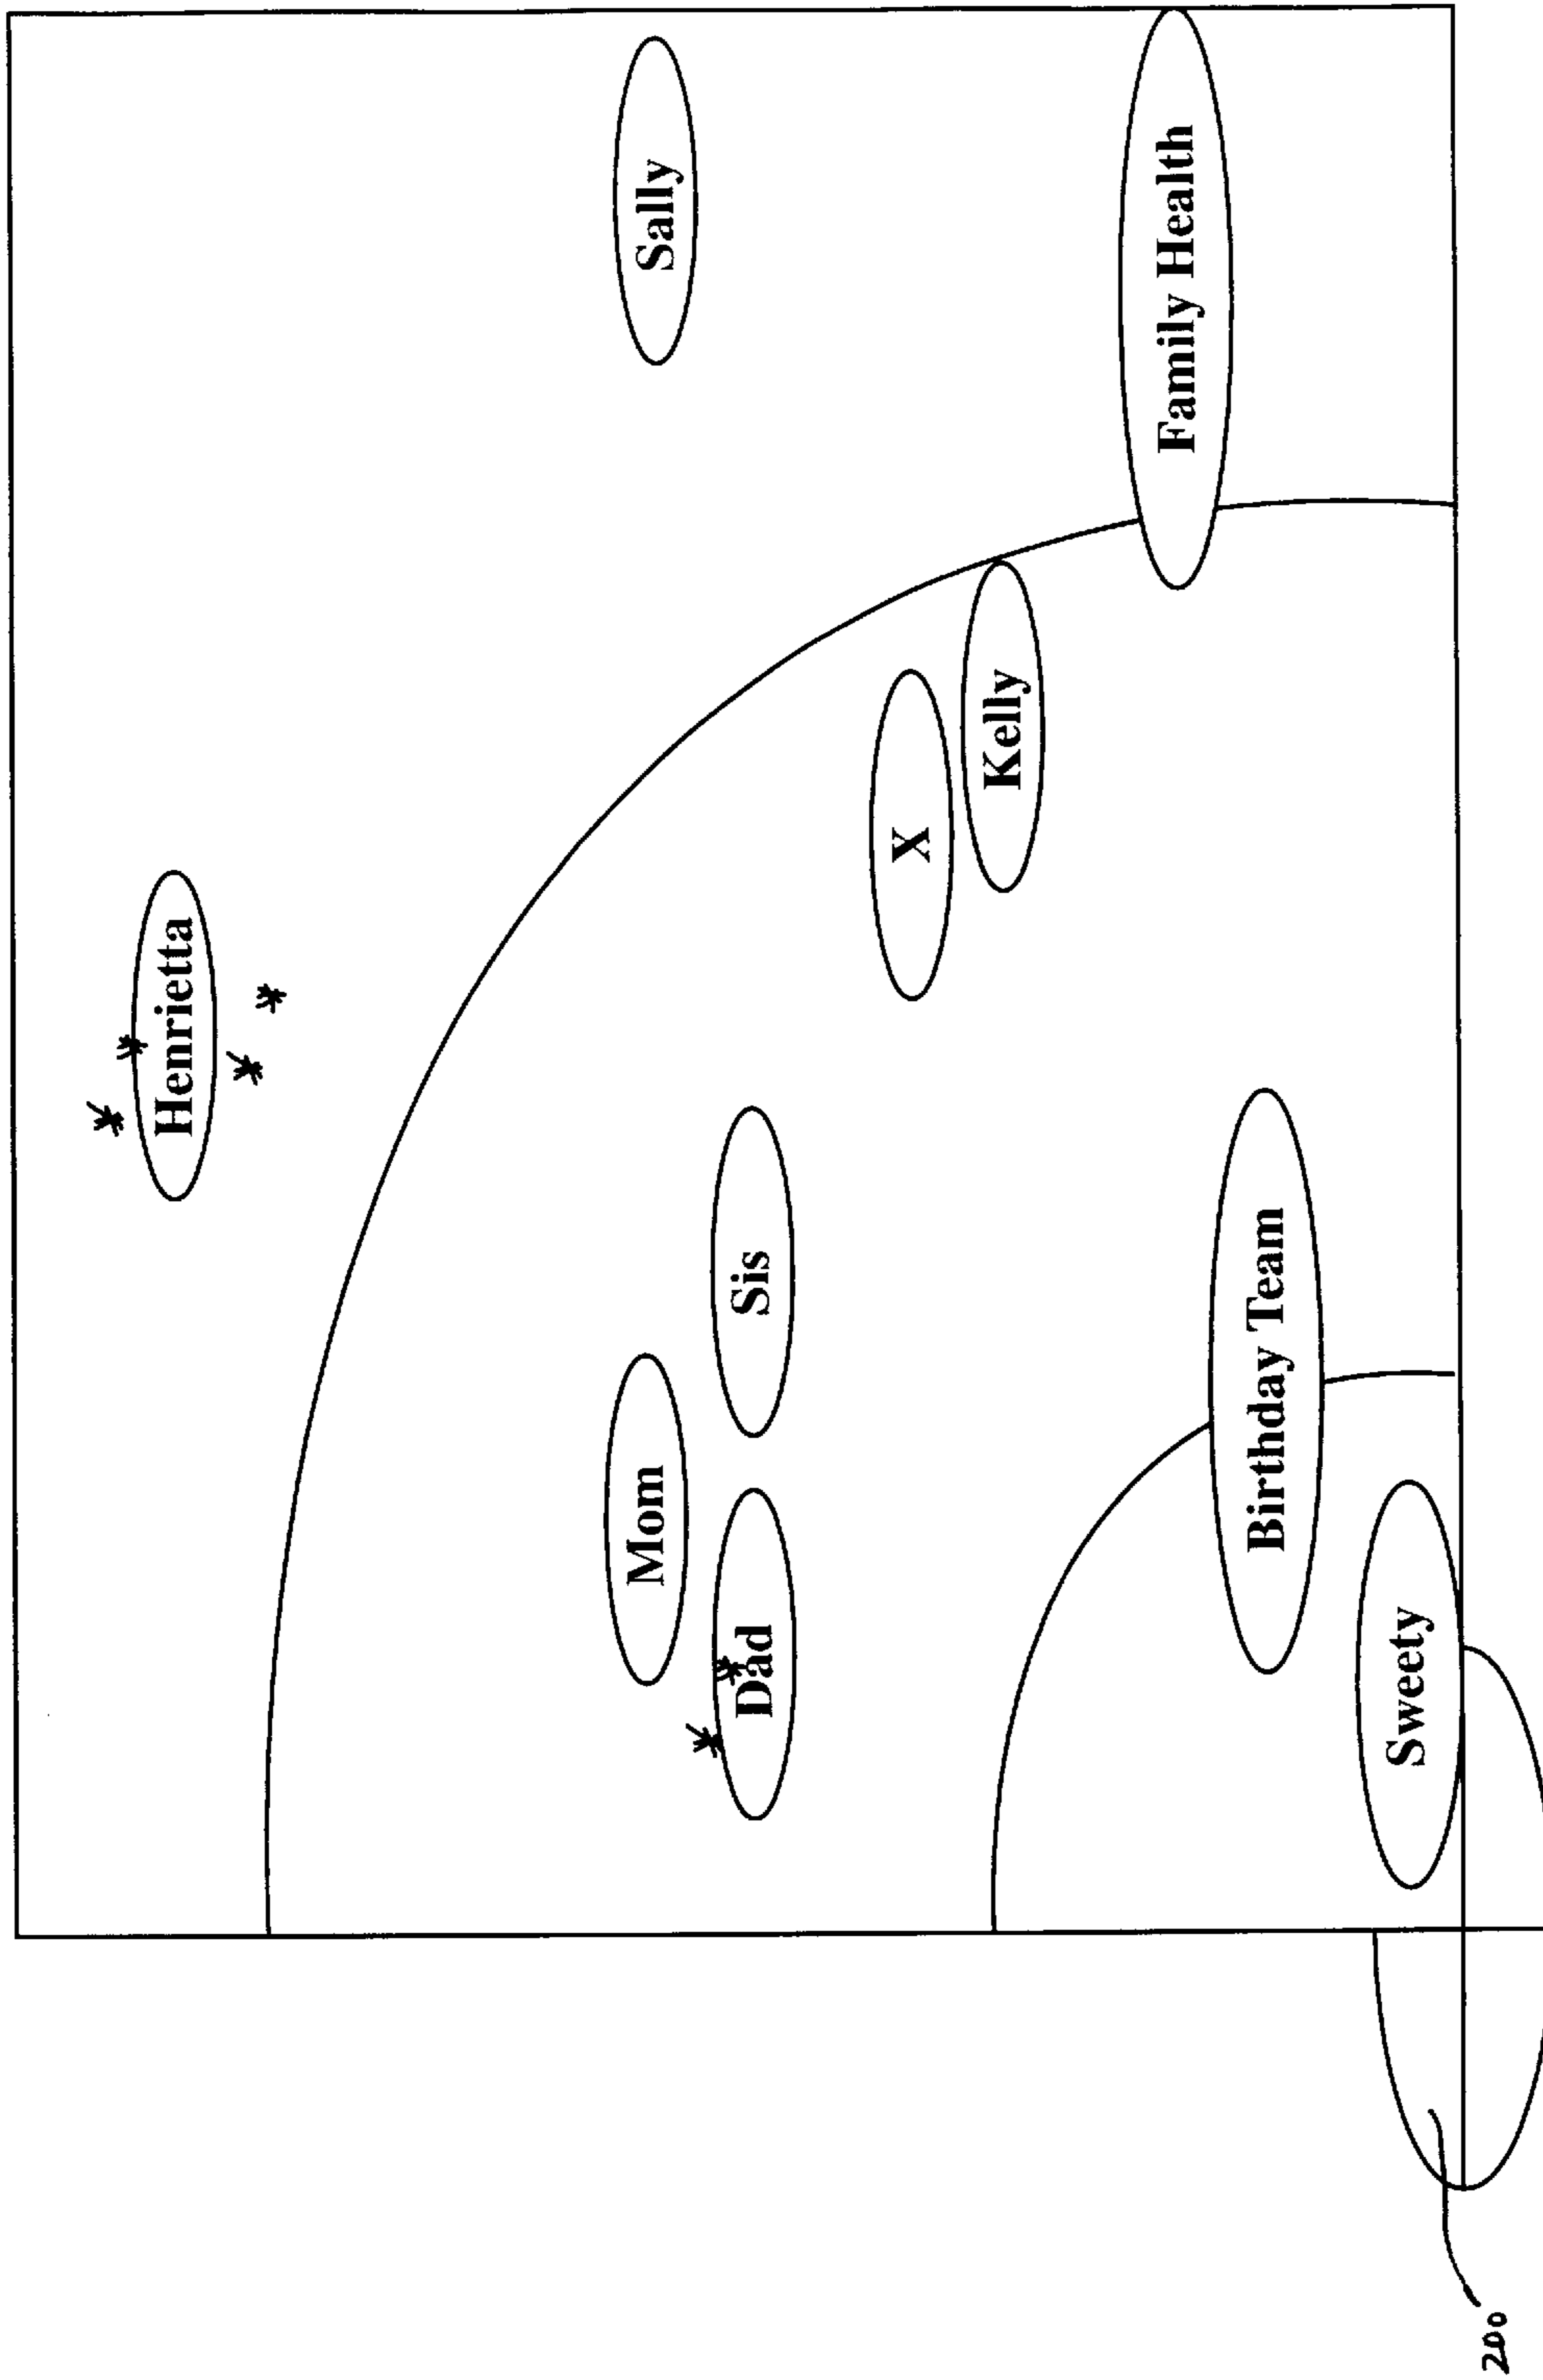 Henrietta
Mom
Sally
Dad
Sis
X
Kelly
Family Health
Birthday Team
Sweety
200